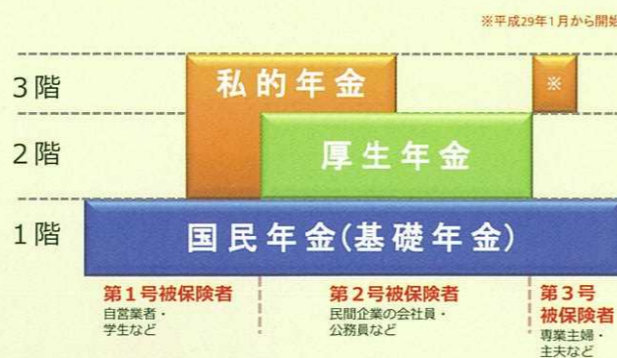 ※平成29年1月から開始
3階
私的年金
※
2階
厚生年金
1階
国民年金(基礎年金)
第1号被保険者
自営業者・
学生など
第2号被保険者
民間企業の会社員・
公務員など
第3号
被保険者
専業主婦・
主夫など